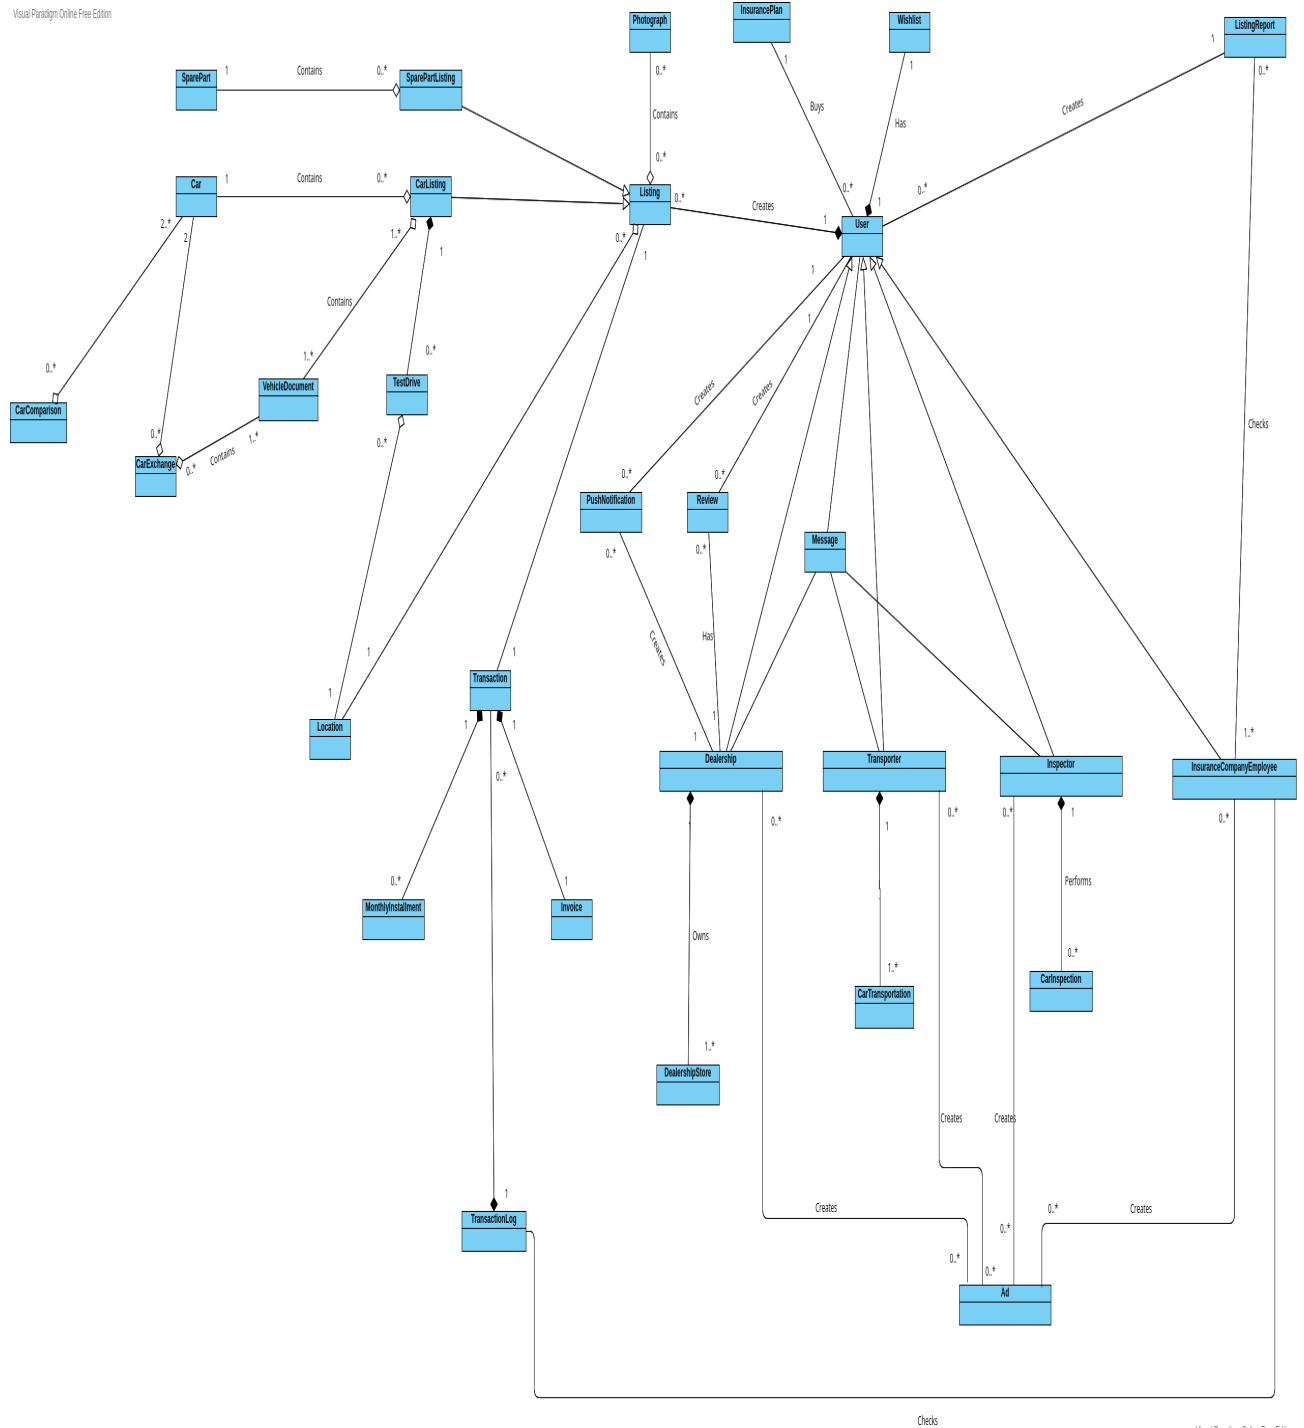 Visual Paradigm Online Free Edition
InsurancePlan
Photograph
Wishlist
ListingReport
1
0..*
1
Contains
0..*
SparePart
SparePartListing
0..*
1
1
Buys
Creates
Contains
Has
0..*
Car
1
Contains
0..*
CarListing
Listing
0..*
Creates
0..*
1
0..*
1
User
2..*
2
1..*
1
0..*
1
1
Contains
1
0..*
1..*
0..*
VehicleDocument
TestDrive
Creates
Creates
CarComparison
Checks
0..*
1..*
0..*
Contains
CarExchange
0..*
0..*
0..*
PushNotification
Review
Message
0..*
0..*
Creates
Has
1
1
Transaction
1
1
1
1
Location
1
1
0..*
1..*
Dealership
Transporter
Inspector
InsuranceCompanyEmployee
0..*
0..*
1
0..*
0..*
1
1
0..*
1
Performs
MonthlyInstallment
Invoice
Owns
0..*
1..*
CarInspection
CarTransportation
1..*
DealershipStore
Creates
Creates
1
Creates
0..*
Creates
TransactionLog
0..*
0..*
0..*
Ad
Checks